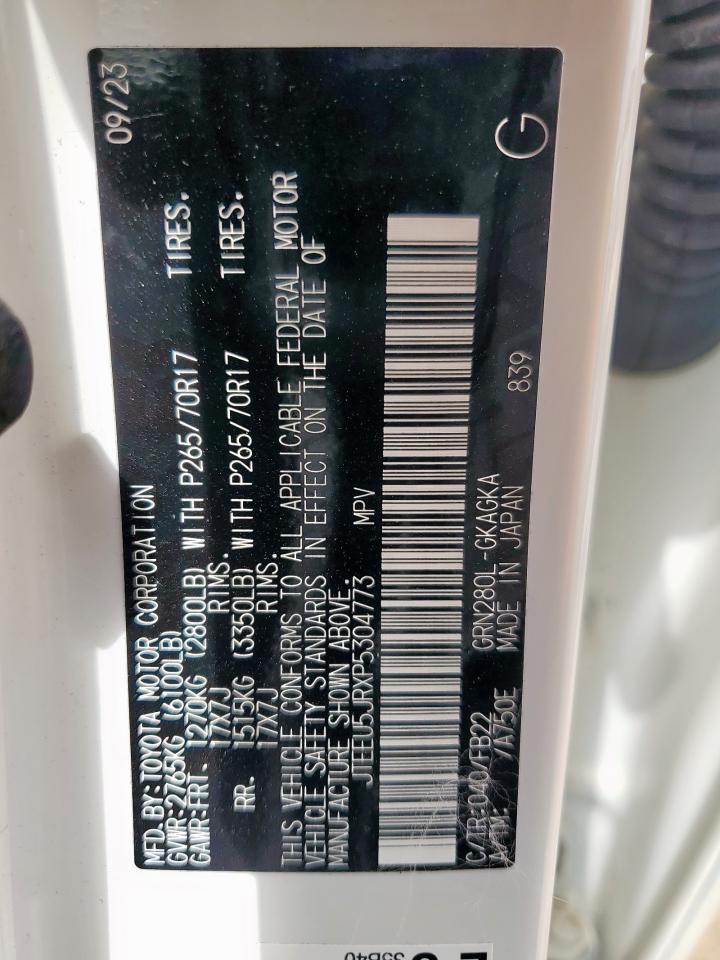 MFD.BY:TOYOTA MOTOR CORPORATION 09/23
GVWR:2765KG (6100LB)
GAWR:FRT. 1270KG (2800LB) WITH P265/70R17 TIRES.
17X7J RIMS.
RR. 1515KG (3350LB) WITH P265/70R17 TIRES.
17X7J RIMS.
THIS VEHICLE CONFORMS TO ALL APPLICABLE FEDERAL MOTOR
VEHICLE SAFETY STANDARDS IN EFFECT ON THE DATE OF
MANUFACTURE SHOWN ABOVE.
JTEEU5JRXP5304773 MPV
C/TR:040/FB22 GRN280L-GKAGKA 839 G
A/TM: /A750E MADE IN JAPAN
35B40